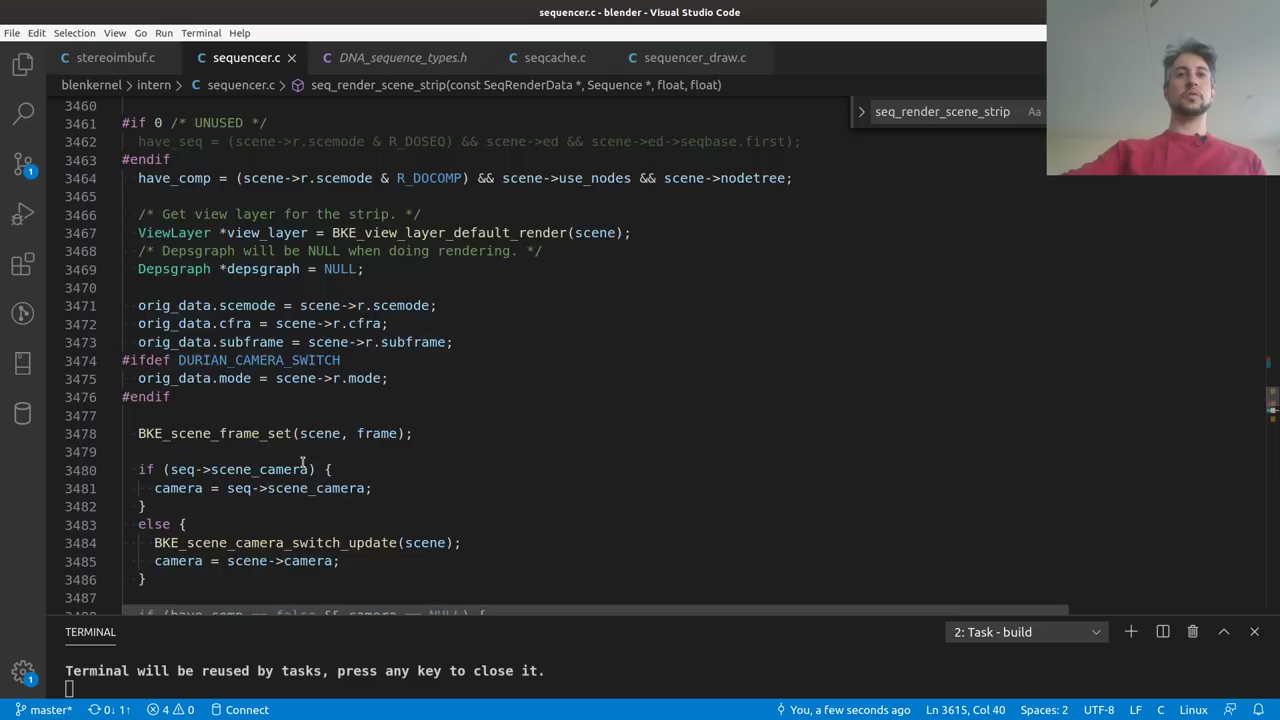 sequencer.c - blender - Visual Studio Code
File Edit Selection View Go Run Terminal Help
C stereoimbuf.c C sequencer.c C DNA_sequence_types.h C seqcache.c C sequencer_draw.c
blenkernel > intern > C sequencer.c > seq_render_scene_strip(const SeqRenderData *, Sequence *, float, float)
seq_render_scene_strip Aa
3460
3461 #if 0 /* UNUSED */
3462 have_seq = (scene->r.scemode & R_DOSEQ) && scene->ed && scene->ed->seqbase.first);
3463 #endif
3464 have_comp = (scene->r.scemode & R_DOCOMP) && scene->use_nodes && scene->nodetree;
3465
3466 /* Get view layer for the strip. */
3467 ViewLayer *view_layer = BKE_view_layer_default_render(scene);
3468 /* Depsgraph will be NULL when doing rendering. */
3469 Depsgraph *depsgraph = NULL;
3470
3471 orig_data.scemode = scene->r.scemode;
3472 orig_data.cfra = scene->r.cfra;
3473 orig_data.subframe = scene->r.subframe;
3474 #ifdef DURIAN_CAMERA_SWITCH
3475 orig_data.mode = scene->r.mode;
3476 #endif
3477
3478 BKE_scene_frame_set(scene, frame);
3479
3480 if (seq->scene_camera) {
3481 camera = seq->scene_camera;
3482 }
3483 else {
3484 BKE_scene_camera_switch_update(scene);
3485 camera = scene->camera;
3486 }
3487
3488 if (have_comp == false && camera == NULL) {
TERMINAL
2: Task - build
Terminal will be reused by tasks, press any key to close it.
master* 0↓ 1↑ 4 0 Connect You, a few seconds ago Ln 3615, Col 40 Spaces: 2 UTF-8 LF C Linux
1
1